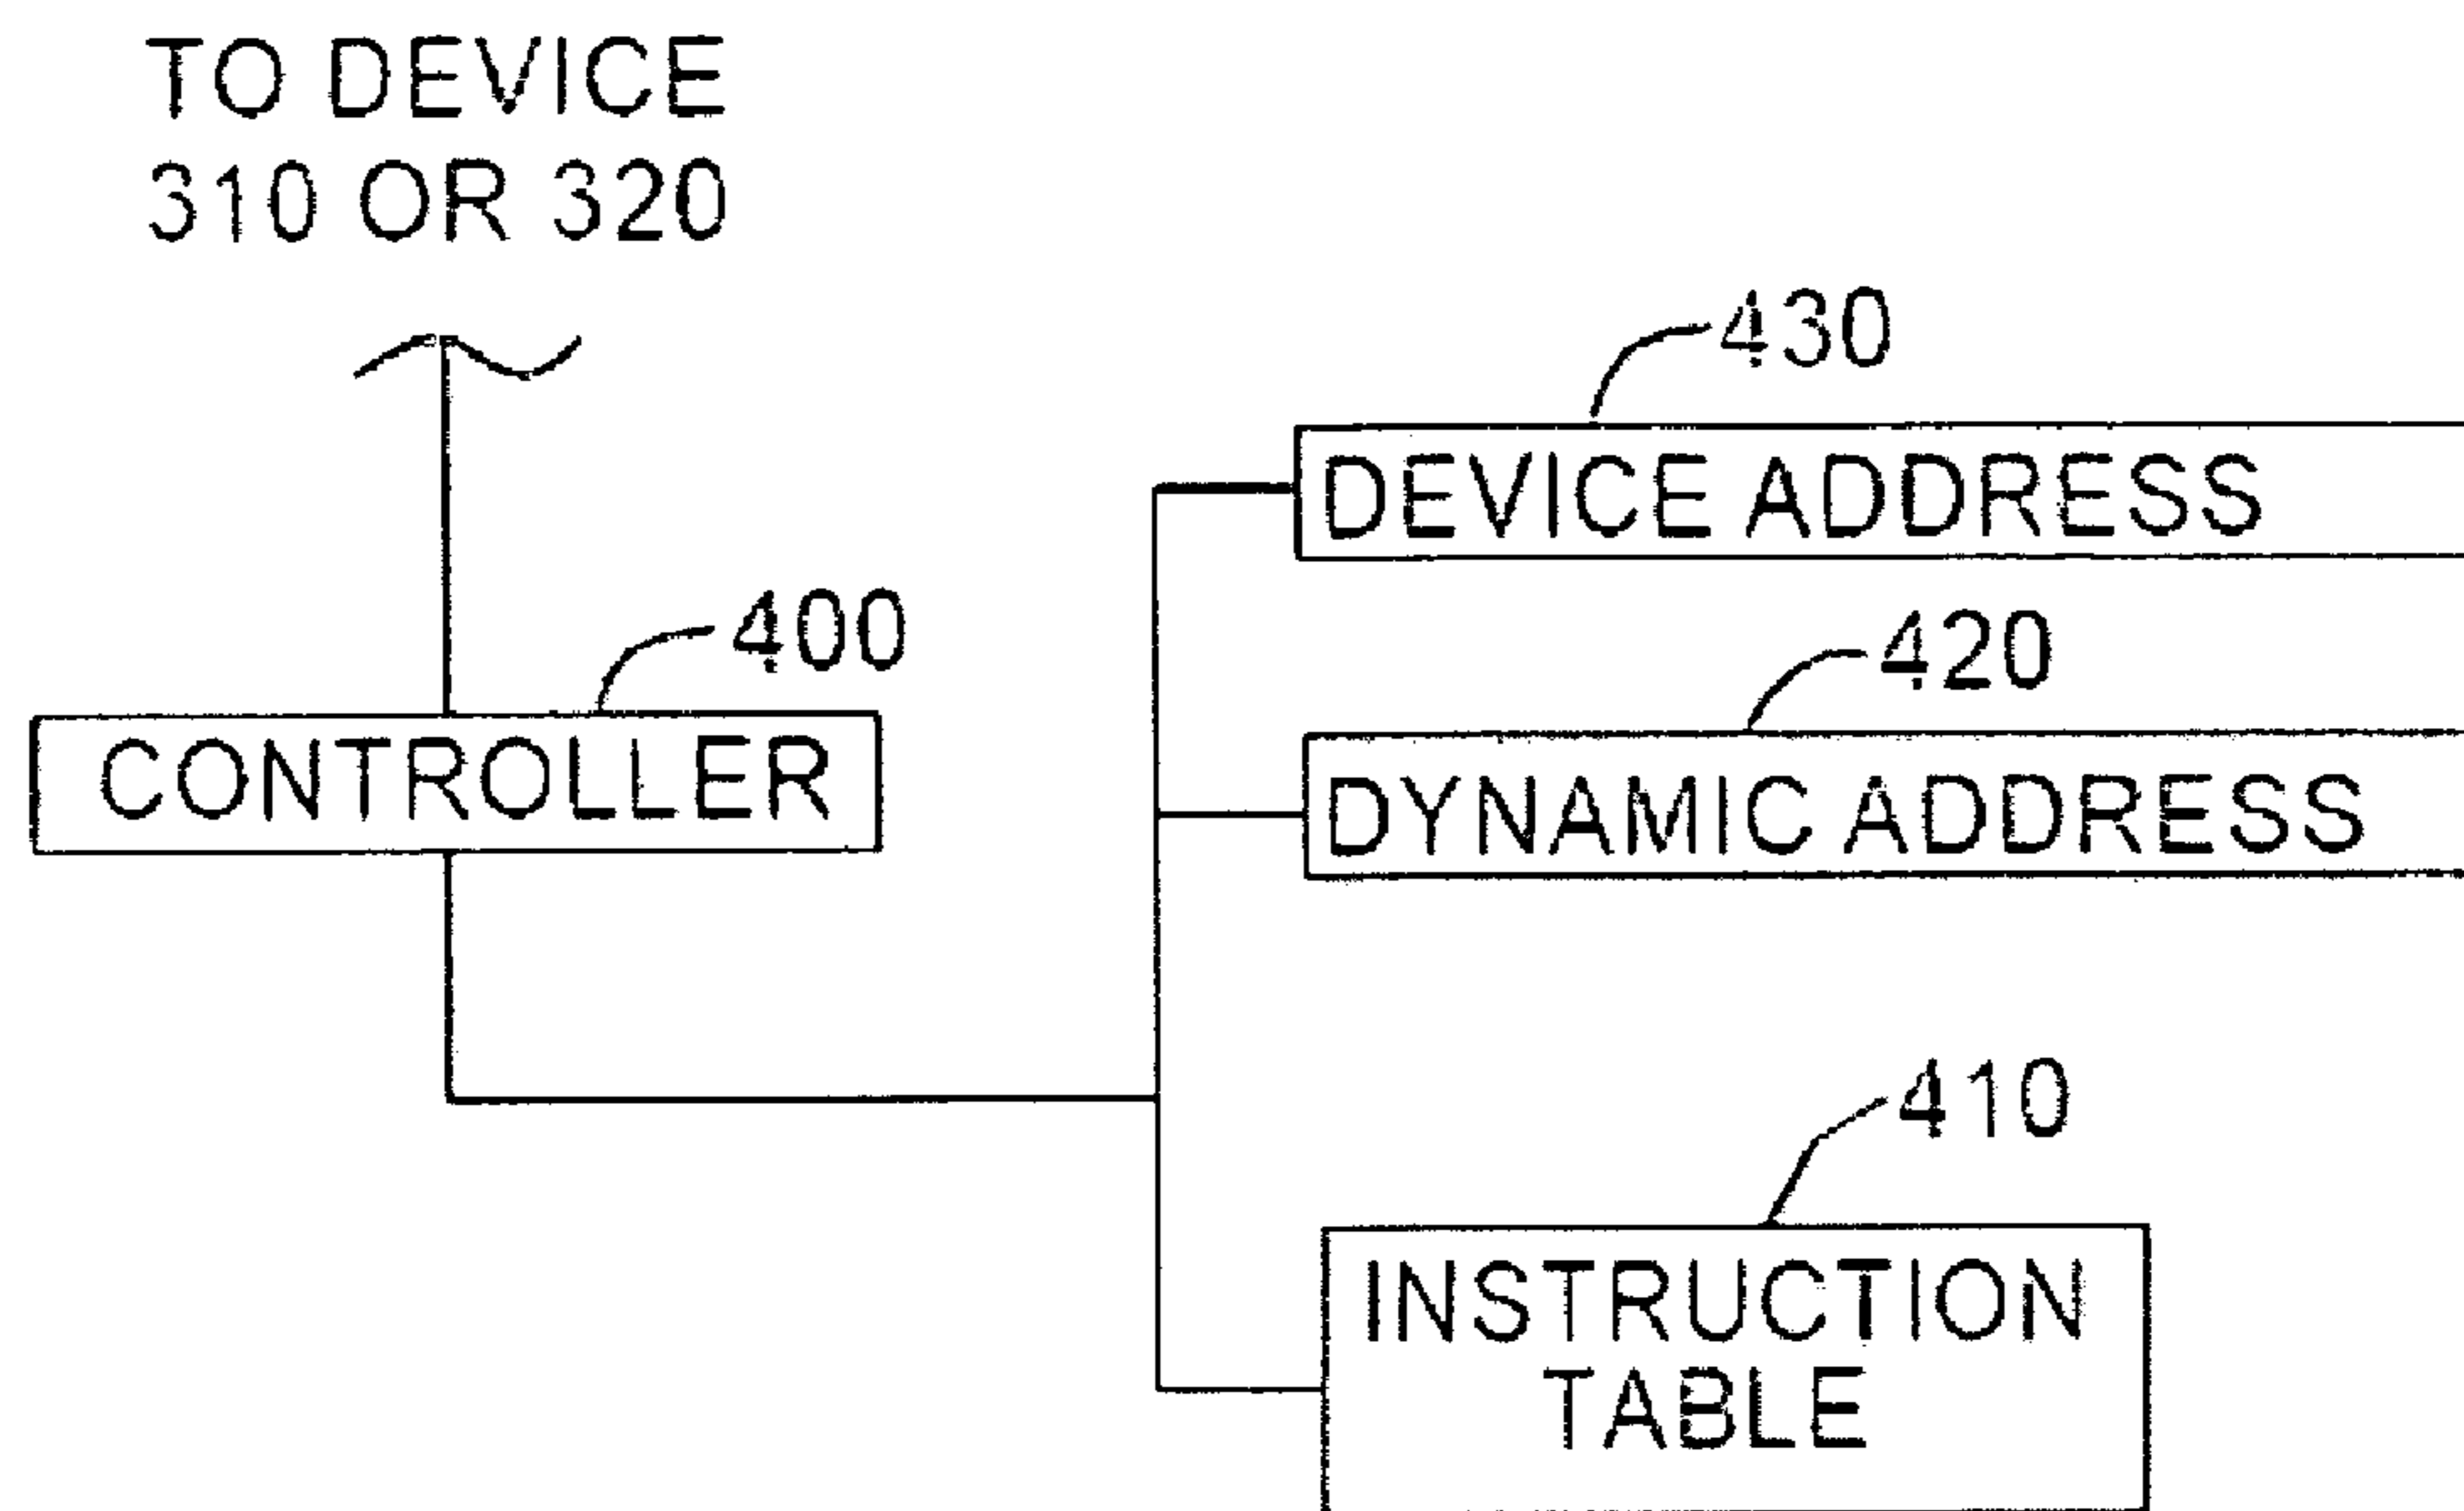 TO DEVICE
310 OR 320
430
DEVICE ADDRESS
400
420
CONTROLLER
DYNAMIC ADDRESS
410
INSTRUCTION
TABLE